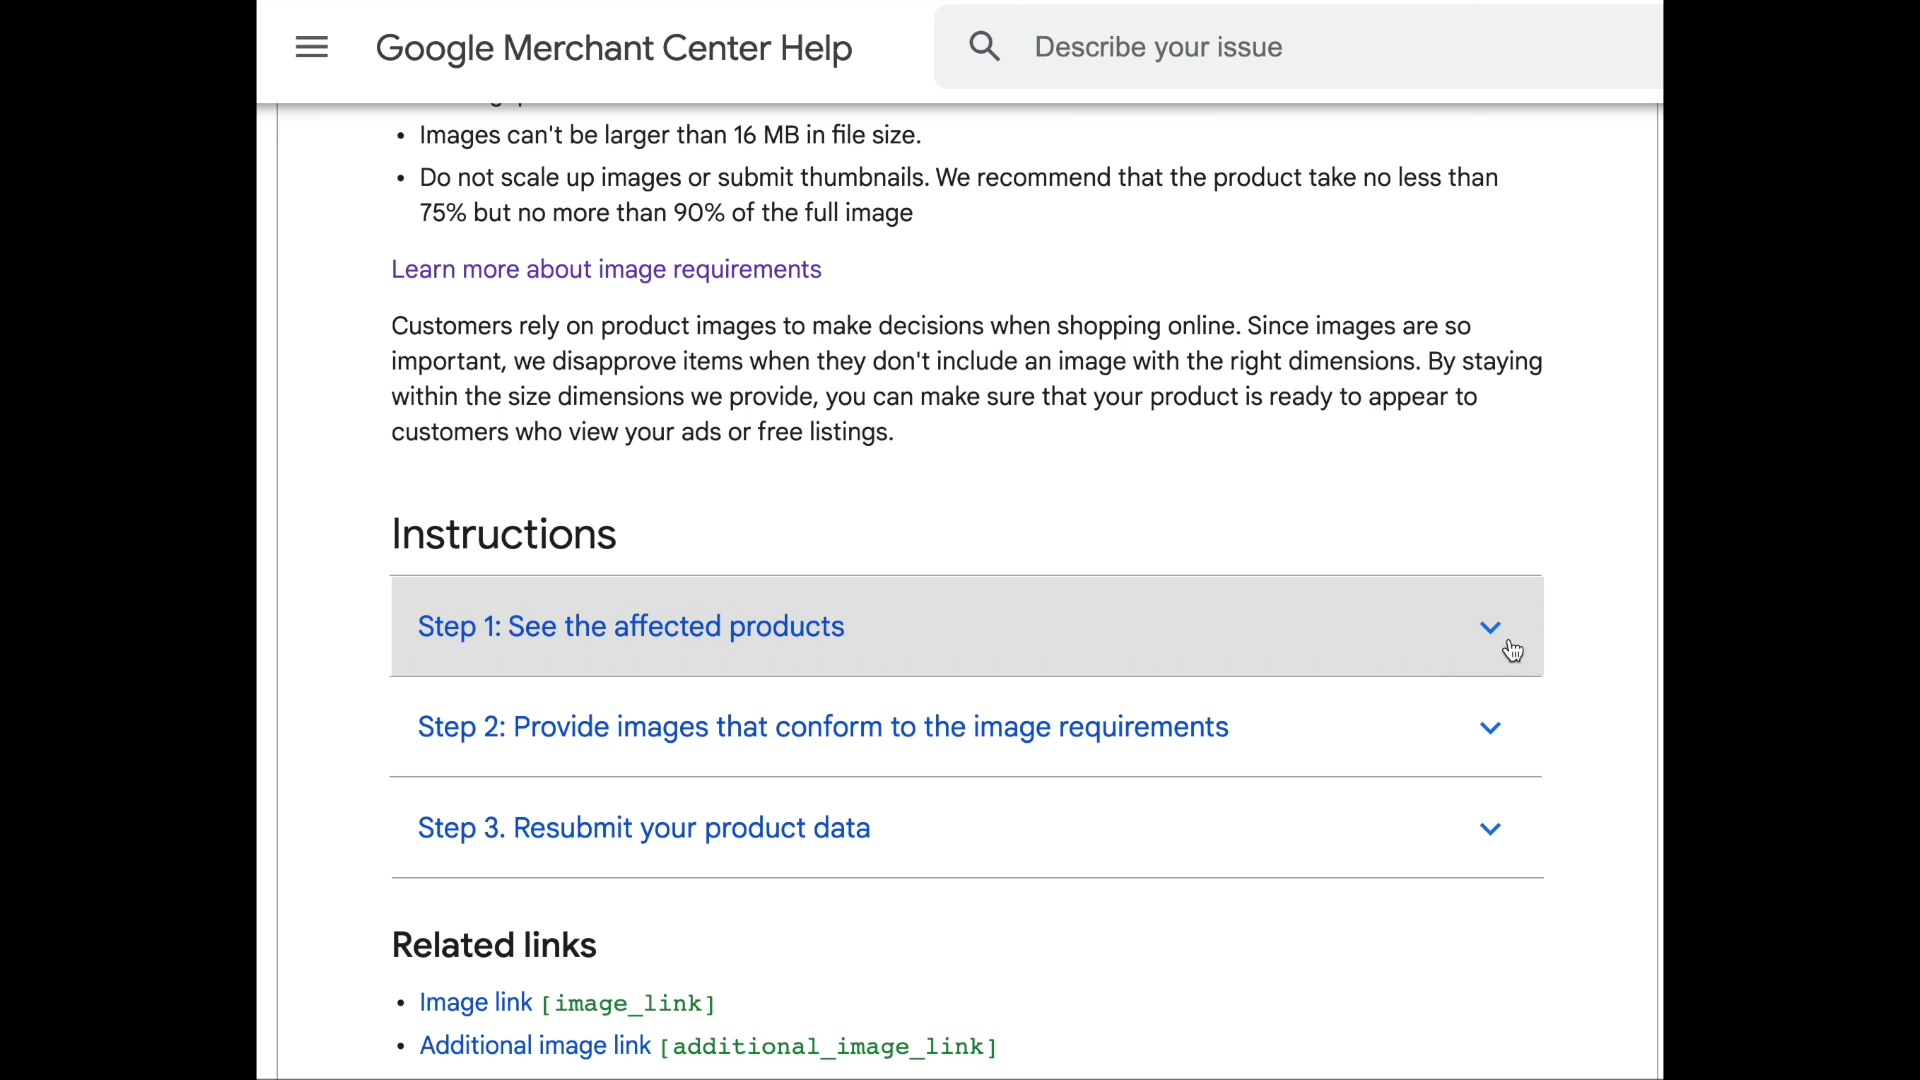 Google Merchant Center Help
Describe your issue
• Images can't be larger than 16 MB in file size.
• Do not scale up images or submit thumbnails. We recommend that the product take no less than
75% but no more than 90% of the full image
Learn more about image requirements
Customers rely on product images to make decisions when shopping online. Since images are so
important, we disapprove items when they don't include an image with the right dimensions. By staying
within the size dimensions we provide, you can make sure that your product is ready to appear to
customers who view your ads or free listings.
Instructions
Step 1: See the affected products
Step 2: Provide images that conform to the image requirements
Step 3. Resubmit your product data
Related links
• Image link [image_link]
• Additional image link [additional_image_link]